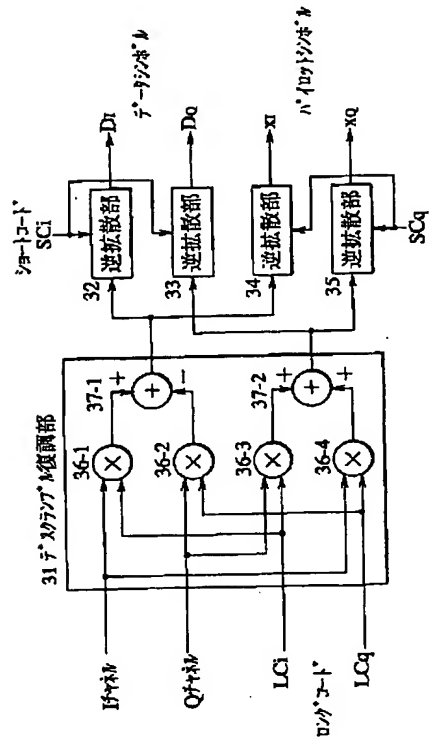 ショートコード
SCi
31 デスクランブル復調部
Iチャネル
Qチャネル
LCi
ロングコード
LCq
36-1
36-2
36-3
36-4
×
×
×
×
37-1
+
−
+
37-2
+
+
+
32
逆拡散部
33
逆拡散部
34
逆拡散部
35
逆拡散部
DI
データシンボル
DQ
XI
パイロットシンボル
XQ
SCq